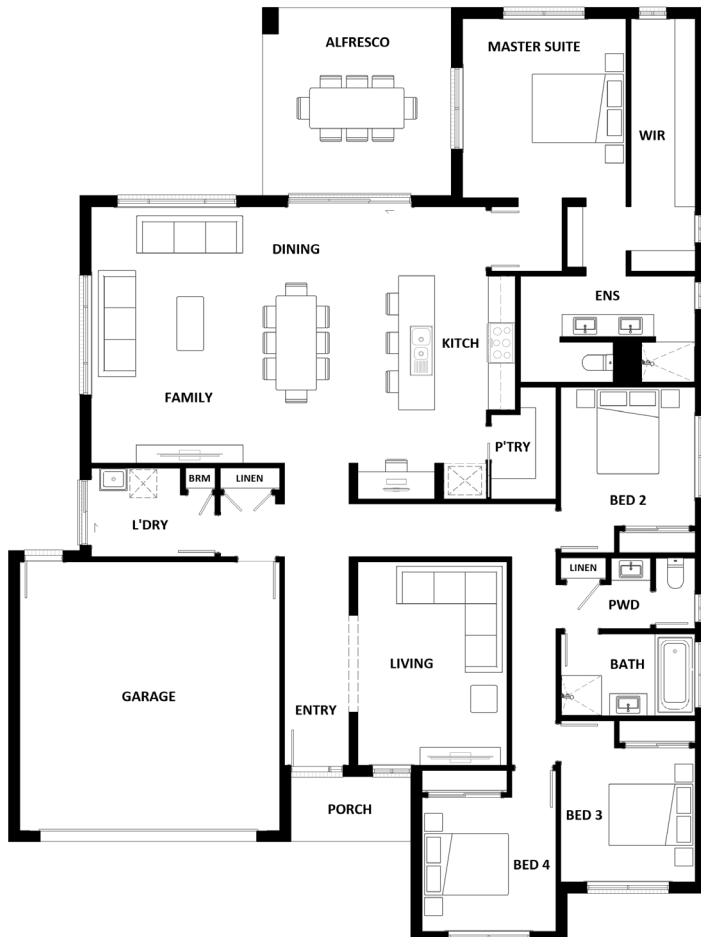 ALFRESCO
MASTER SUITE
WIR
DINING
ENS
KITCH
FAMILY
P'TRY
BRM
LINEN
BED 2
L'DRY
LINEN
PWD
LIVING
BATH
GARAGE
ENTRY
PORCH
BED 3
BED 4